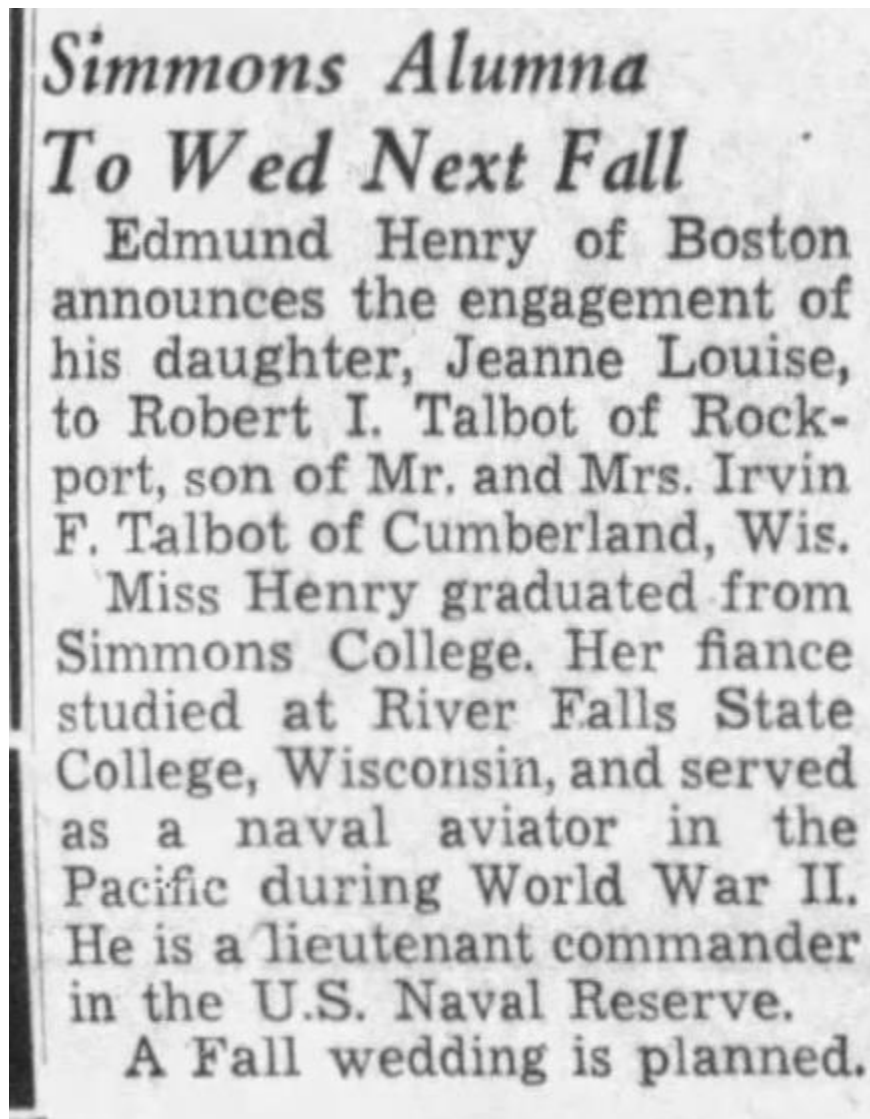 Simmons Alumna
To Wed Next Fall
Edmund Henry of Boston
announces the engagement of
his daughter, Jeanne Louise,
to Robert I. Talbot of Rock-
port, son of Mr. and Mrs. Irvin
F. Talbot of Cumberland, Wis.
Miss Henry graduated from
Simmons College. Her fiance
studied at River Falls State
College, Wisconsin, and served
as a naval aviator in the
Pacific during World War II.
He is a lieutenant commander
in the U.S. Naval Reserve.
A Fall wedding is planned.